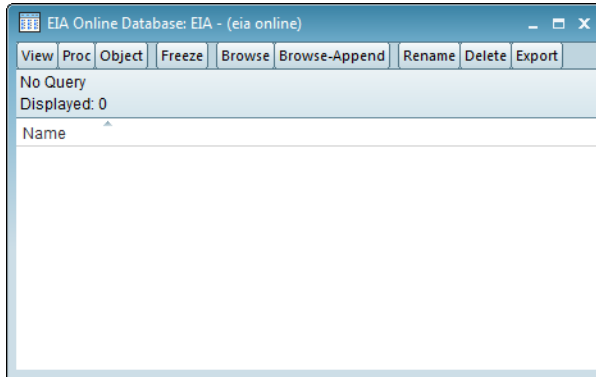 EIA Online Database: EIA - (eia online)
View Proc Object Freeze Browse Browse-Append Rename Delete Export
No Query
Displayed: 0
Name